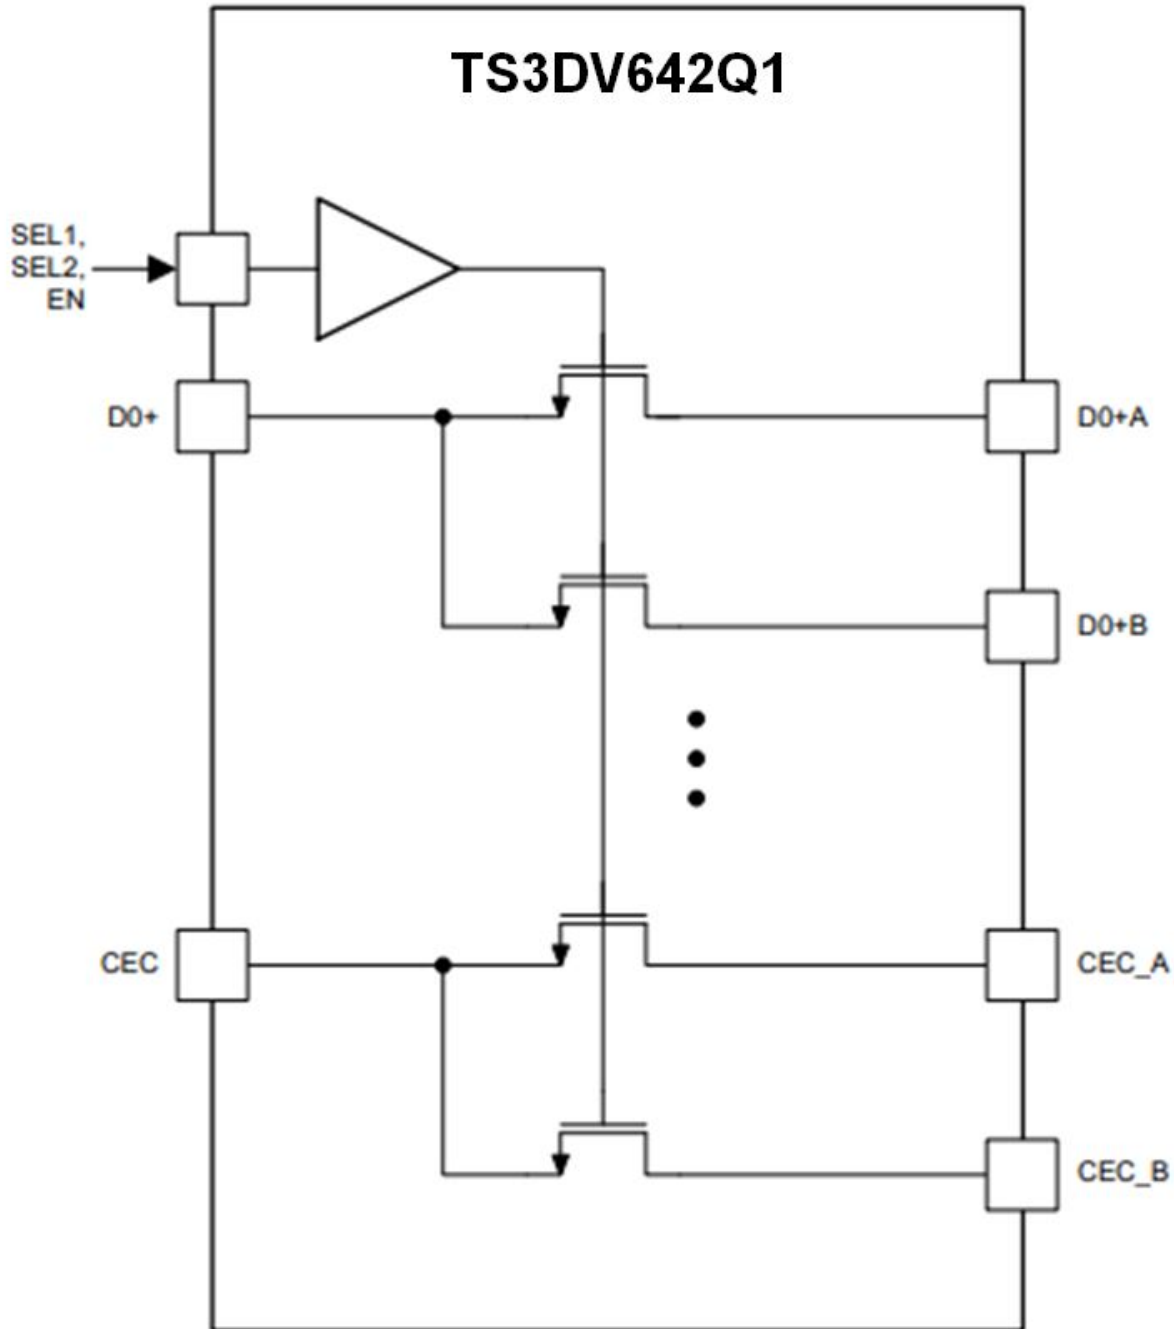 TS3DV642Q1
SEL1,
SEL2,
EN
D0+
D0+A
D0+B
CEC
CEC_A
CEC_B